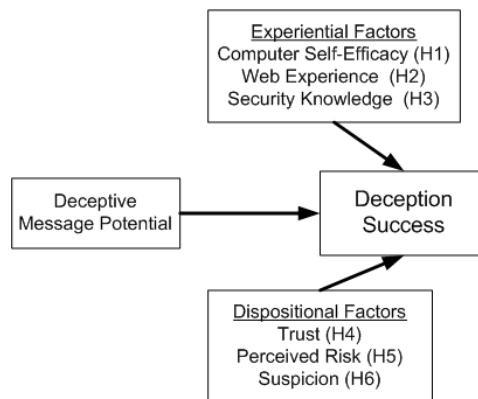 Experiential Factors
Computer Self-Efficacy (H1)
Web Experience (H2)
Security Knowledge (H3)
Deceptive
Message Potential
Deception
Success
Dispositional Factors
Trust (H4)
Perceived Risk (H5)
Suspicion (H6)